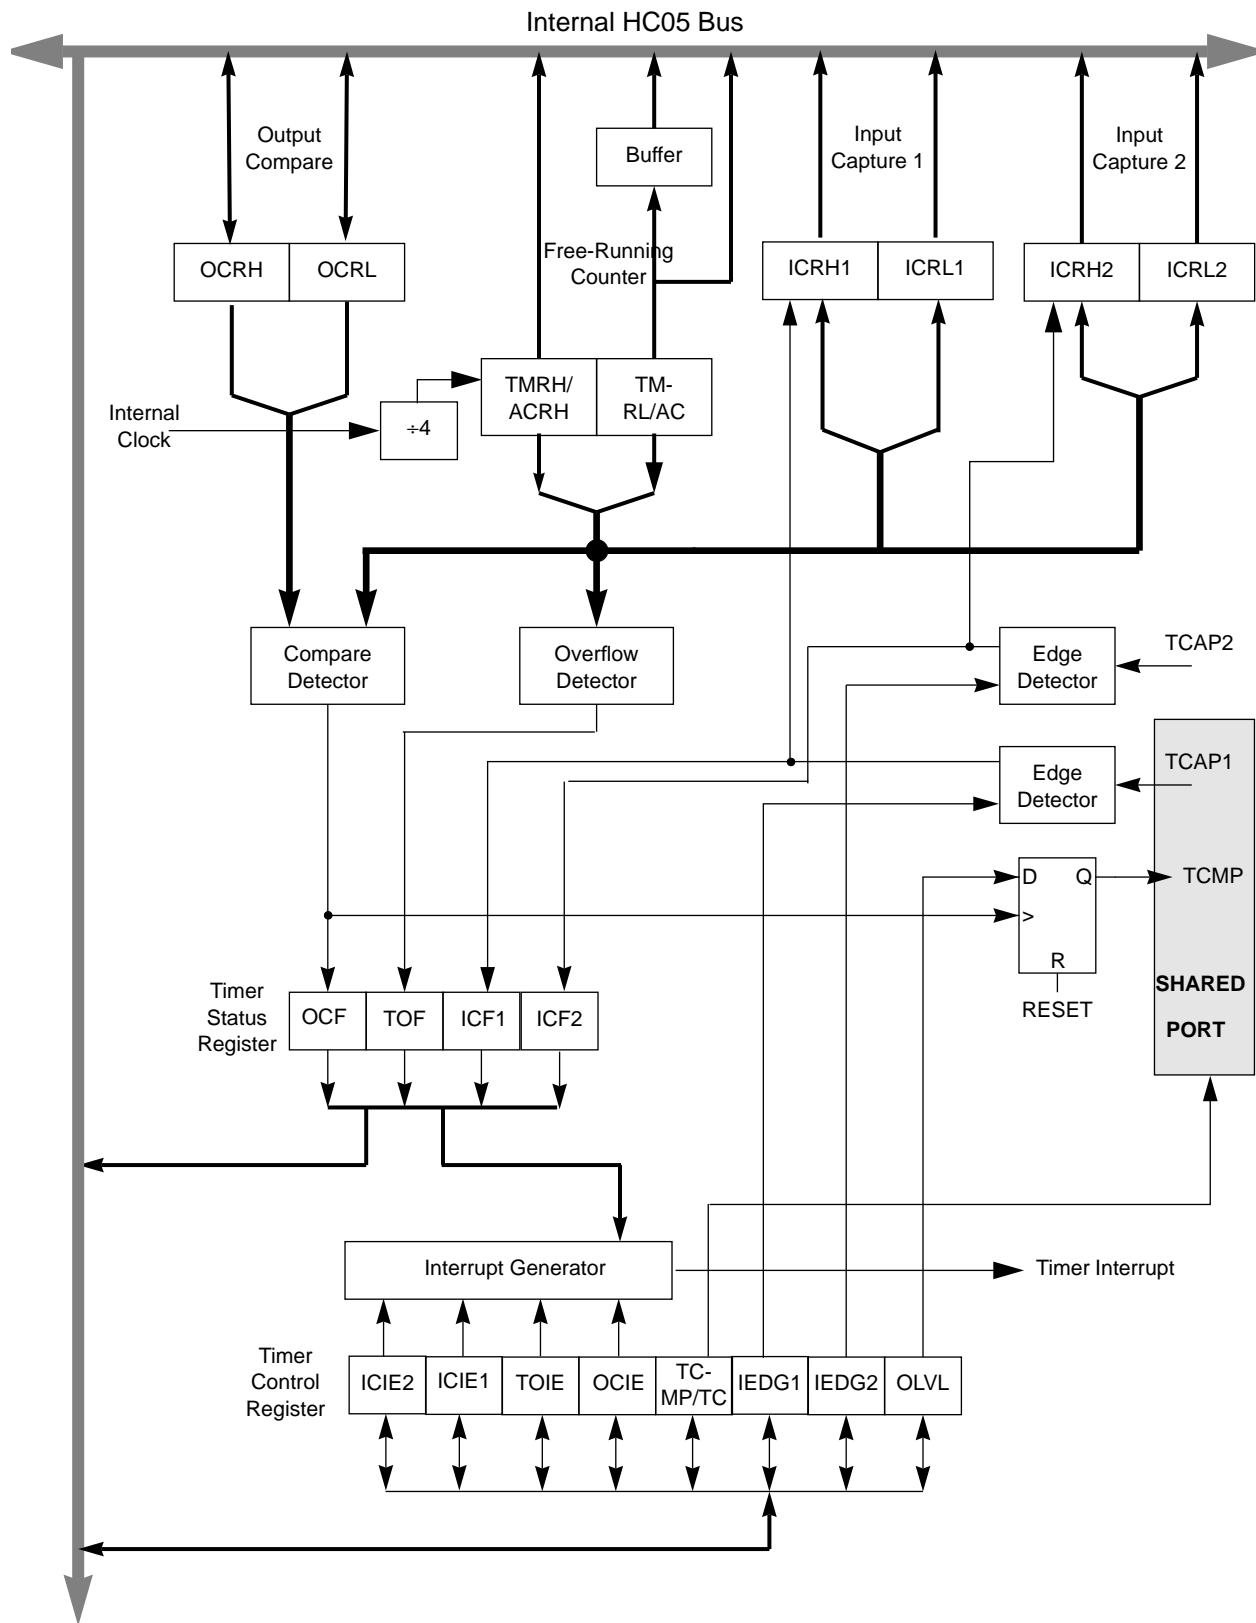 Internal HC05 Bus
Output
Compare
Buffer
Input
Capture 1
Input
Capture 2
Free-Running
Counter
OCRH
OCRL
ICRH1
ICRL1
ICRH2
ICRL2
TMRH/
ACRH
TM-
RL/AC
Internal
Clock
÷4
Compare
Detector
Overflow
Detector
Edge
Detector
TCAP2
Edge
Detector
TCAP1
D
Q
>
R
RESET
TCMP
SHARED
PORT
Timer
Status
Register
OCF
TOF
ICF1
ICF2
Interrupt Generator
Timer Interrupt
Timer
Control
Register
ICIE2
ICIE1
TOIE
OCIE
TC-
MP/TC
IEDG1
IEDG2
OLVL